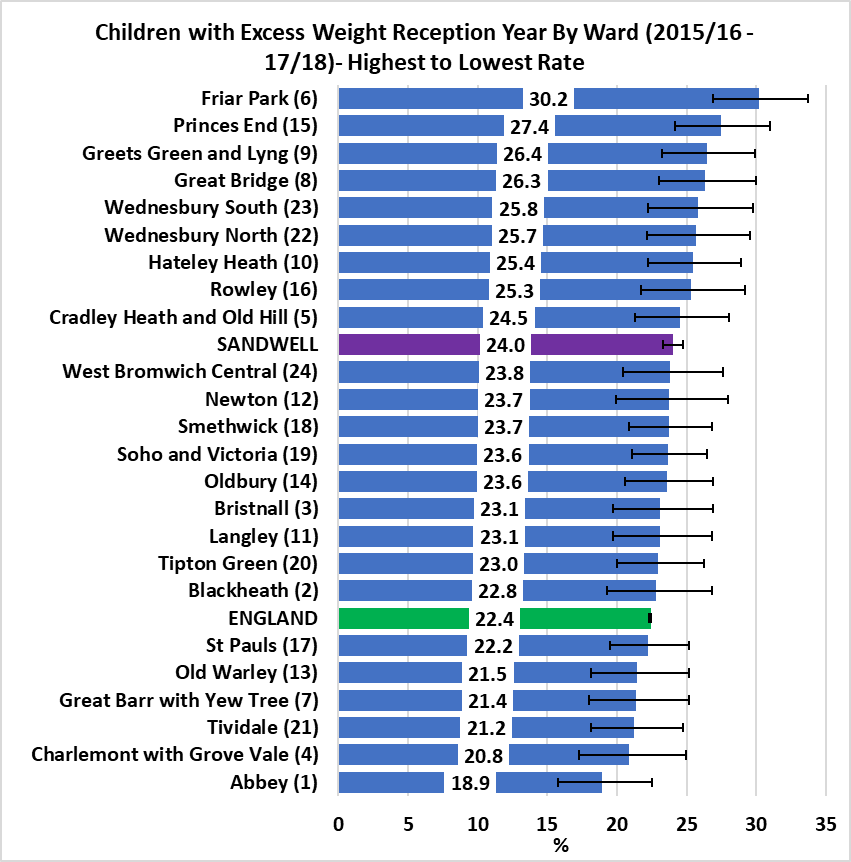 Children with Excess Weight Reception Year By Ward (2015/16 -
17/18)- Highest to Lowest Rate
Friar Park (6) 30.2
Princes End (15) 27.4
Greets Green and Lyng (9) 26.4
Great Bridge (8) 26.3
Wednesbury South (23) 25.8
Wednesbury North (22) 25.7
Hateley Heath (10) 25.4
Rowley (16) 25.3
Cradley Heath and Old Hill (5) 24.5
SANDWELL 24.0
West Bromwich Central (24) 23.8
Newton (12) 23.7
Smethwick (18) 23.7
Soho and Victoria (19) 23.6
Oldbury (14) 23.6
Bristnall (3) 23.1
Langley (11) 23.1
Tipton Green (20) 23.0
Blackheath (2) 22.8
ENGLAND 22.4
St Pauls (17) 22.2
Old Warley (13) 21.5
Great Barr with Yew Tree (7) 21.4
Tividale (21) 21.2
Charlemont with Grove Vale (4) 20.8
Abbey (1) 18.9
0 5 10 15 20 25 30 35
%